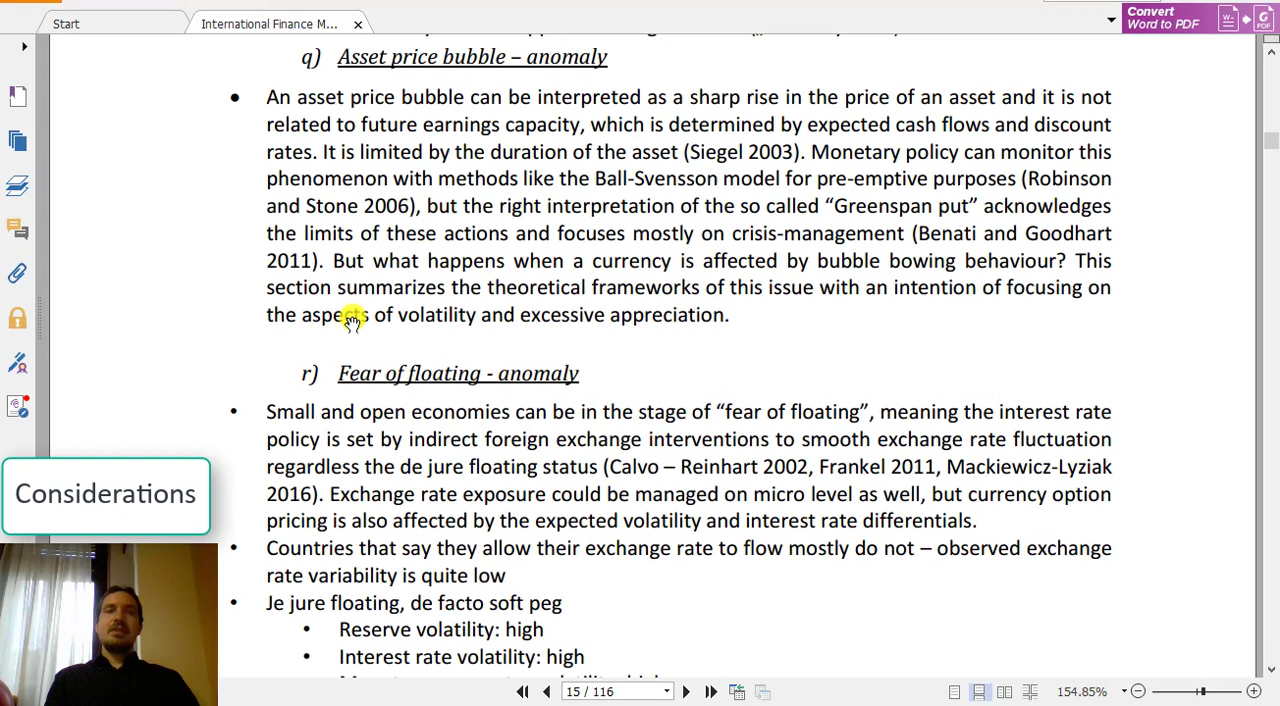 Start
International Finance M...
Convert
Word to PDF
q) Asset price bubble – anomaly
• An asset price bubble can be interpreted as a sharp rise in the price of an asset and it is not
related to future earnings capacity, which is determined by expected cash flows and discount
rates. It is limited by the duration of the asset (Siegel 2003). Monetary policy can monitor this
phenomenon with methods like the Ball-Svensson model for pre-emptive purposes (Robinson
and Stone 2006), but the right interpretation of the so called “Greenspan put” acknowledges
the limits of these actions and focuses mostly on crisis-management (Benati and Goodhart
2011). But what happens when a currency is affected by bubble bowing behaviour? This
section summarizes the theoretical frameworks of this issue with an intention of focusing on
the aspects of volatility and excessive appreciation.
r) Fear of floating - anomaly
• Small and open economies can be in the stage of “fear of floating”, meaning the interest rate
policy is set by indirect foreign exchange interventions to smooth exchange rate fluctuation
regardless the de jure floating status (Calvo – Reinhart 2002, Frankel 2011, Mackiewicz-Lyziak
2016). Exchange rate exposure could be managed on micro level as well, but currency option
pricing is also affected by the expected volatility and interest rate differentials.
• Countries that say they allow their exchange rate to flow mostly do not – observed exchange
rate variability is quite low
• Je jure floating, de facto soft peg
• Reserve volatility: high
• Interest rate volatility: high
Considerations
15 / 116
154.85%